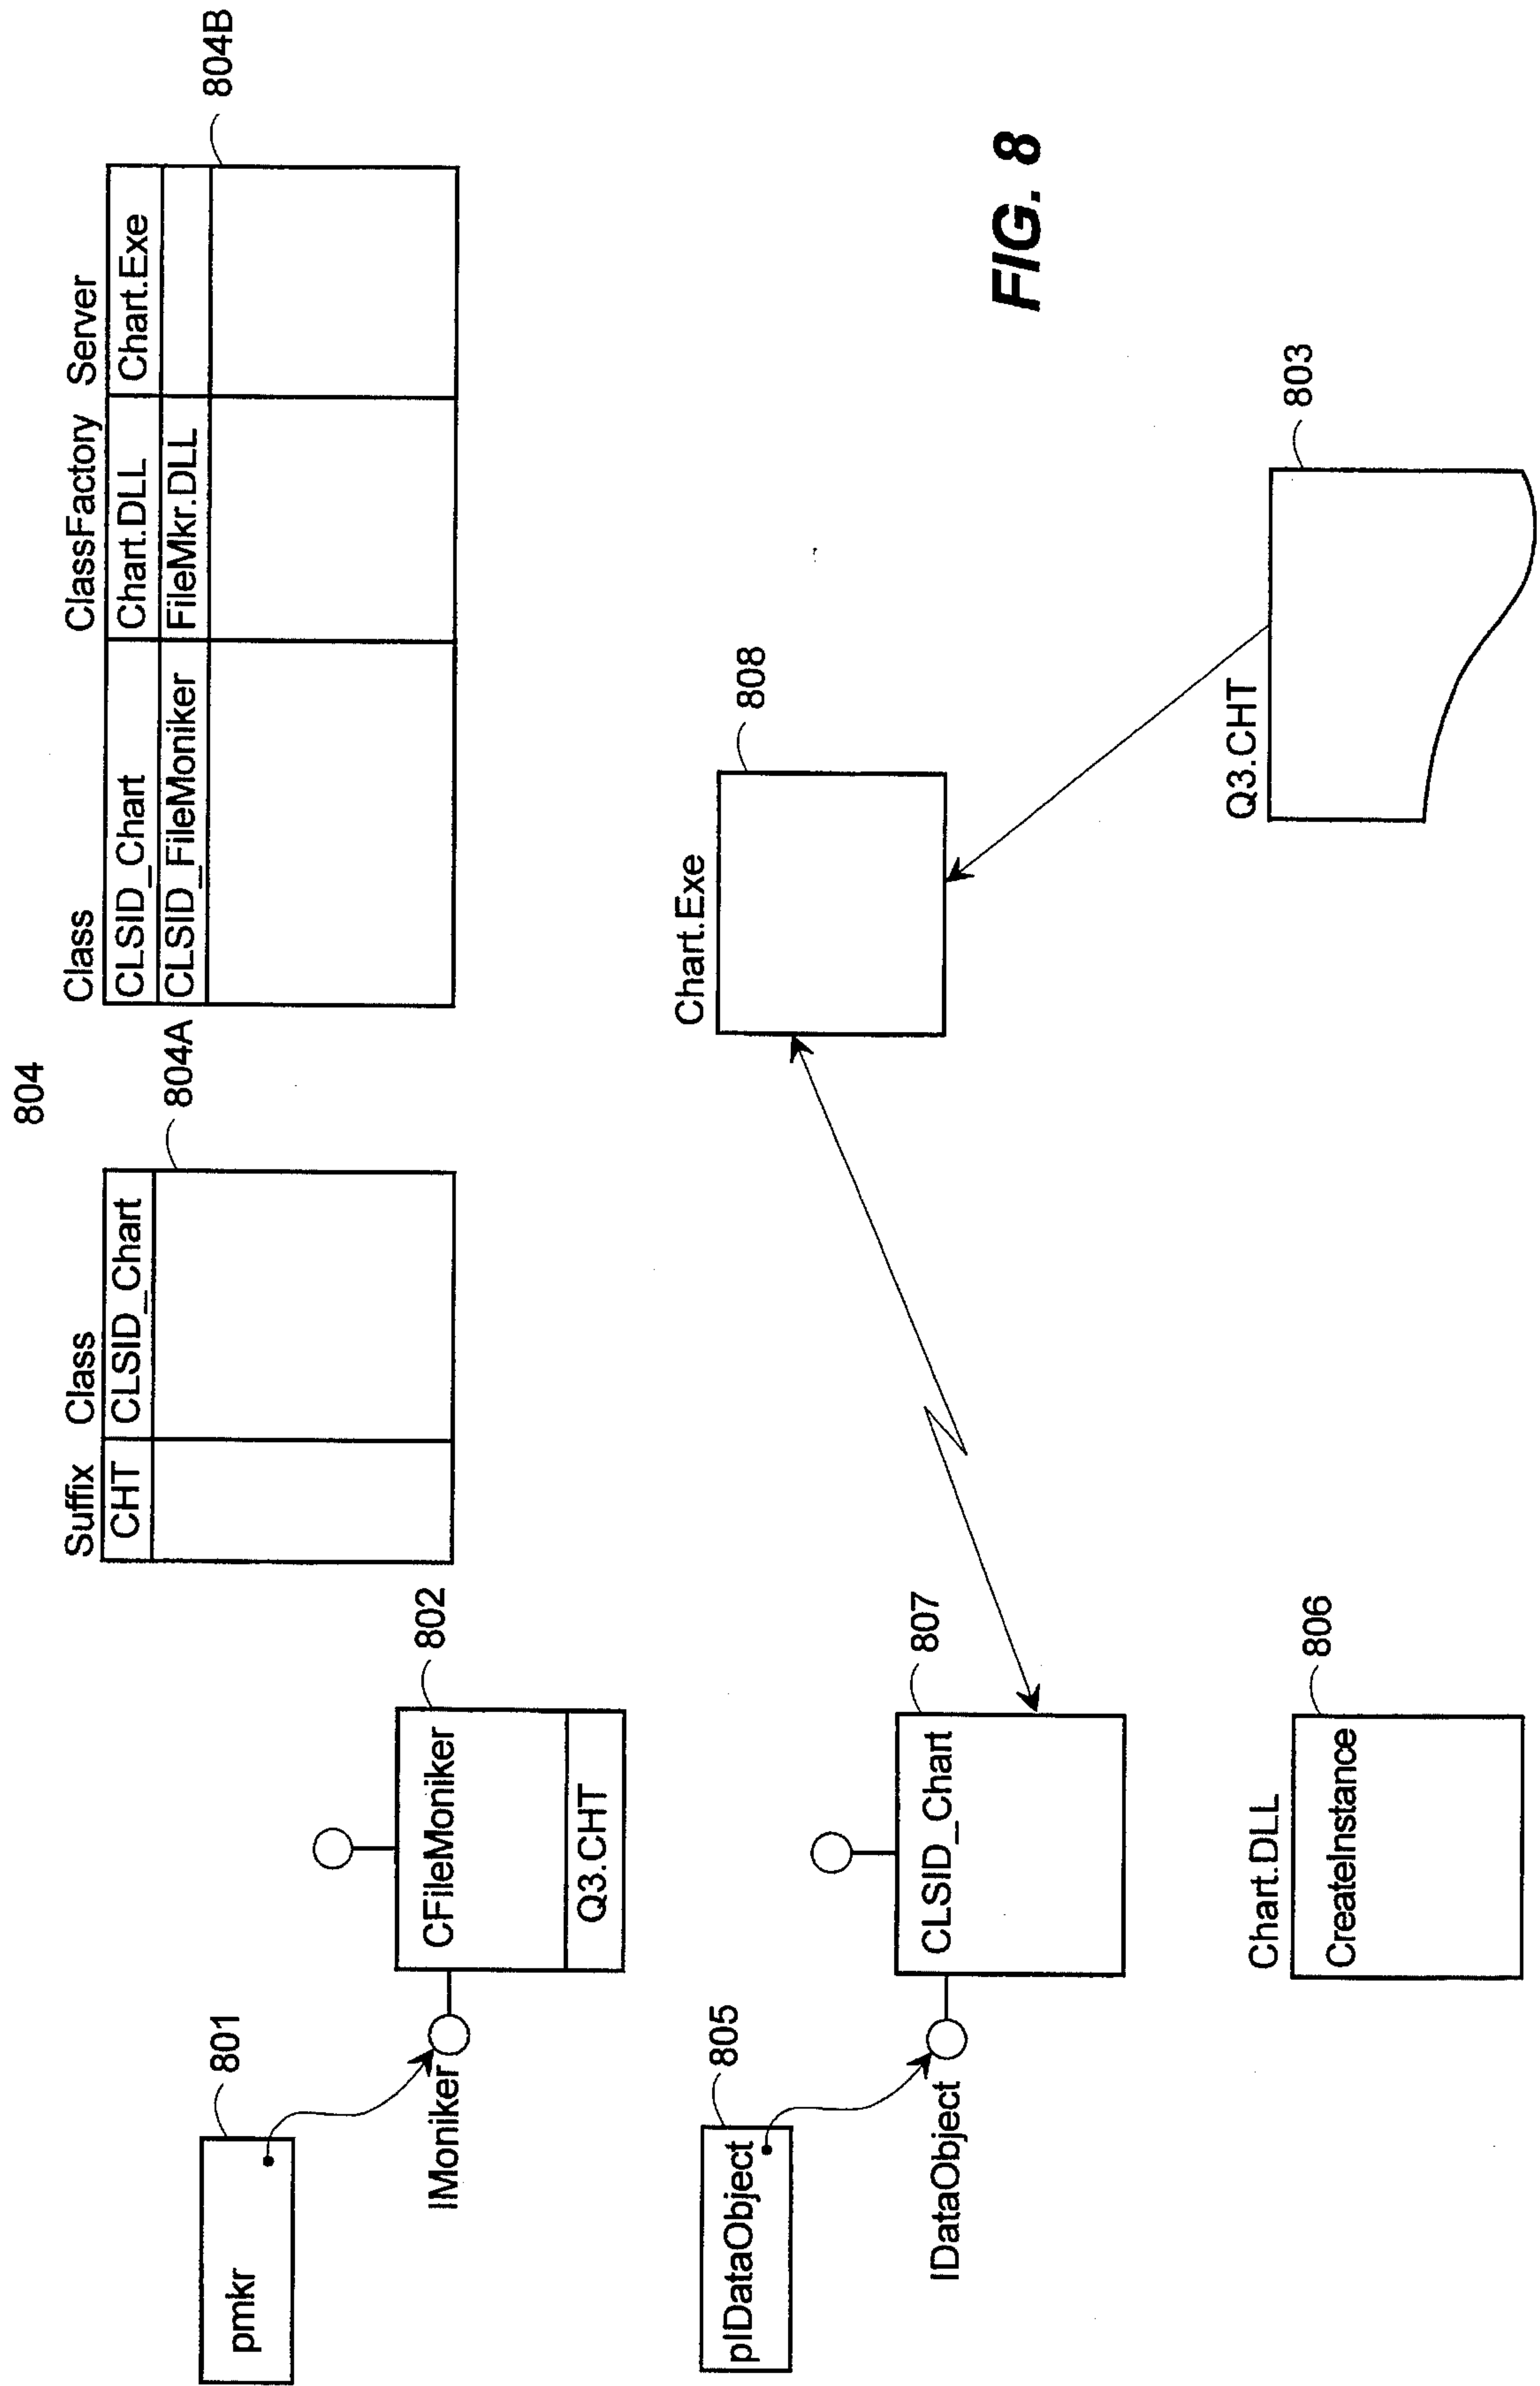 804
Suffix Class
CHT CLSID_Chart
804A
Class ClassFactory Server
CLSID_Chart Chart.DLL Chart.Exe
CLSID_FileMoniker FileMkr.DLL
804B
pmkr
801
IMoniker
CFileMoniker
Q3.CHT
802
pIDataObject
805
IDataObject
CLSID_Chart
807
Chart.Exe
808
Chart.DLL
CreateInstance
806
Q3.CHT
803
FIG. 8